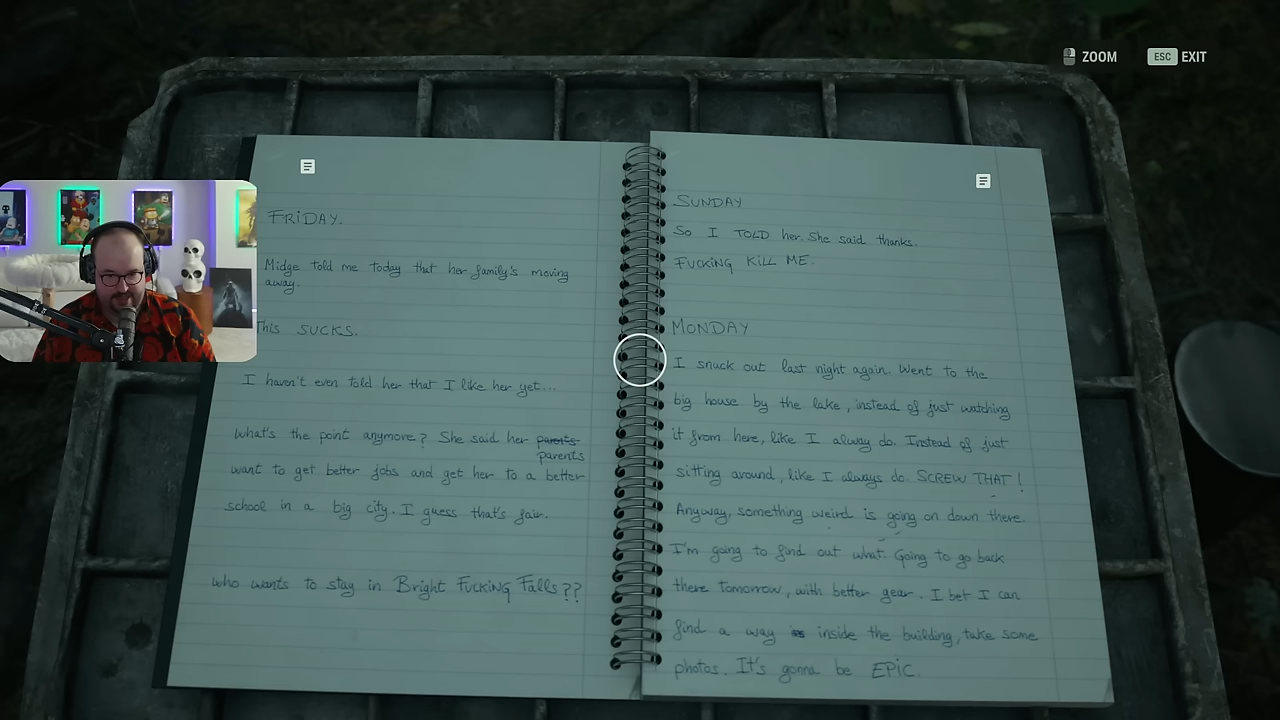 ZOOM
ESC EXIT
FRIDAY.
Midge told me today that her family's moving
away.
This SUCKS.
I haven't even told her that I like her yet...
What's the point anymore? She said her parents
parents
want to get better jobs and get her to a better
school in a big city. I guess that's fair.
who wants to stay in Bright FUCKING Falls??
SUNDAY
So I TOLD her. She said thanks.
FUCKING KILL ME.
MONDAY
I snuck out last night again. Went to the
big house by the lake, instead of just watching
it from here, like I alway do. Instead of just
sitting around, like I always do. SCREW THAT!
Anyway, something weird is going on down there.
I'm going to find out what. Going to go back
there tomorrow, with better gear. I bet I can
find a way inside the building, take some
photos. It's gonna be EPIC.